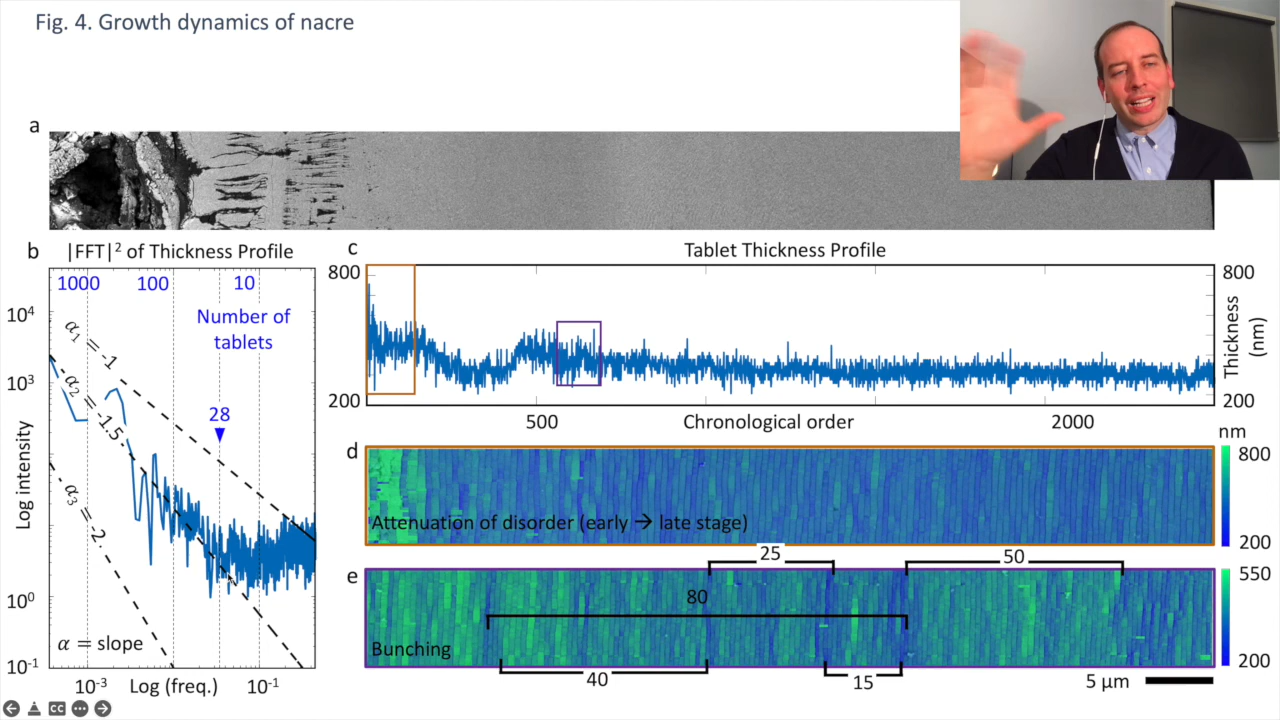 Fig. 4. Growth dynamics of nacre
a
b
|FFT|² of Thickness Profile
1000
100
10
Number of
tablets
28
α₁ = -1
α₂ = -1.5
α₃ = -2
α = slope
Log intensity
10⁴
10³
10⁰
10⁻¹
10⁻³
Log (freq.)
10⁻¹
c
Tablet Thickness Profile
800
200
800
200
Thickness
(nm)
500
Chronological order
2000
nm
d
Attenuation of disorder (early → late stage)
800
200
25
50
e
80
Bunching
550
200
40
15
5 μm
CC